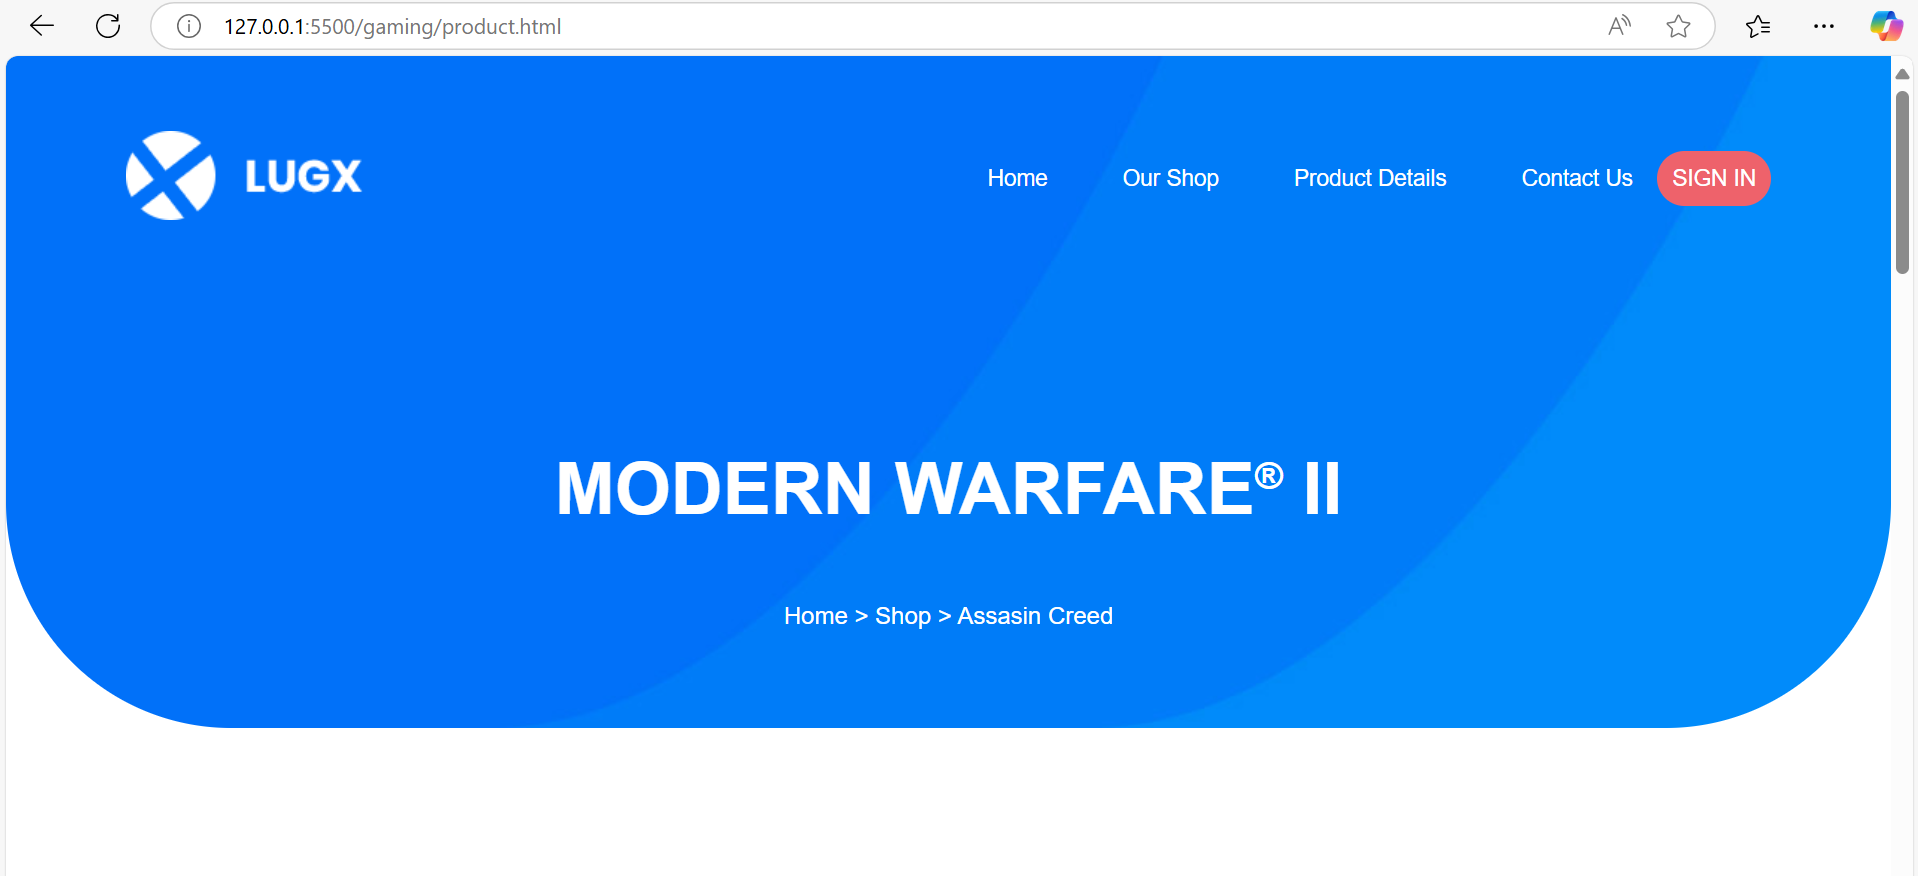 127.0.0.1:5500/gaming/product.html
LUGX
Home Our Shop Product Details Contact Us SIGN IN
MODERN WARFARE® II
Home > Shop > Assasin Creed